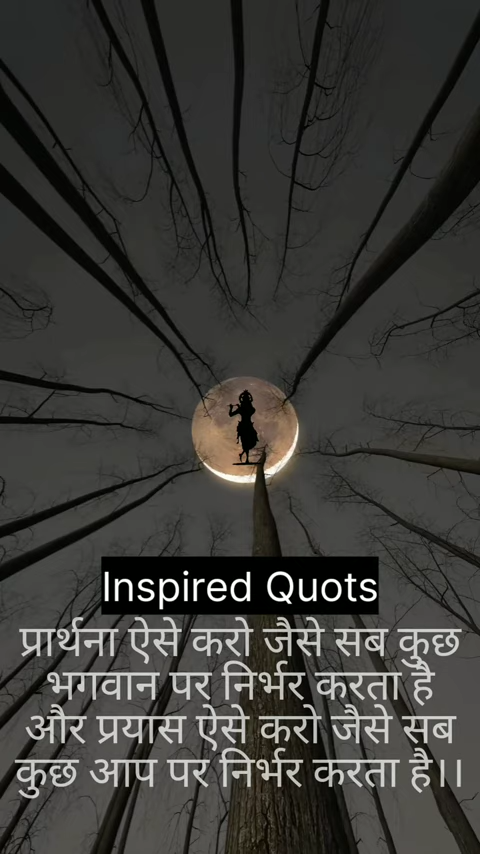 Inspired Quots
प्रार्थना ऐसे करो जैसे सब कुछ
भगवान पर निर्भर करता है
और प्रयास ऐसे करो जैसे सब
कुछ आप पर निर्भर करता है।।